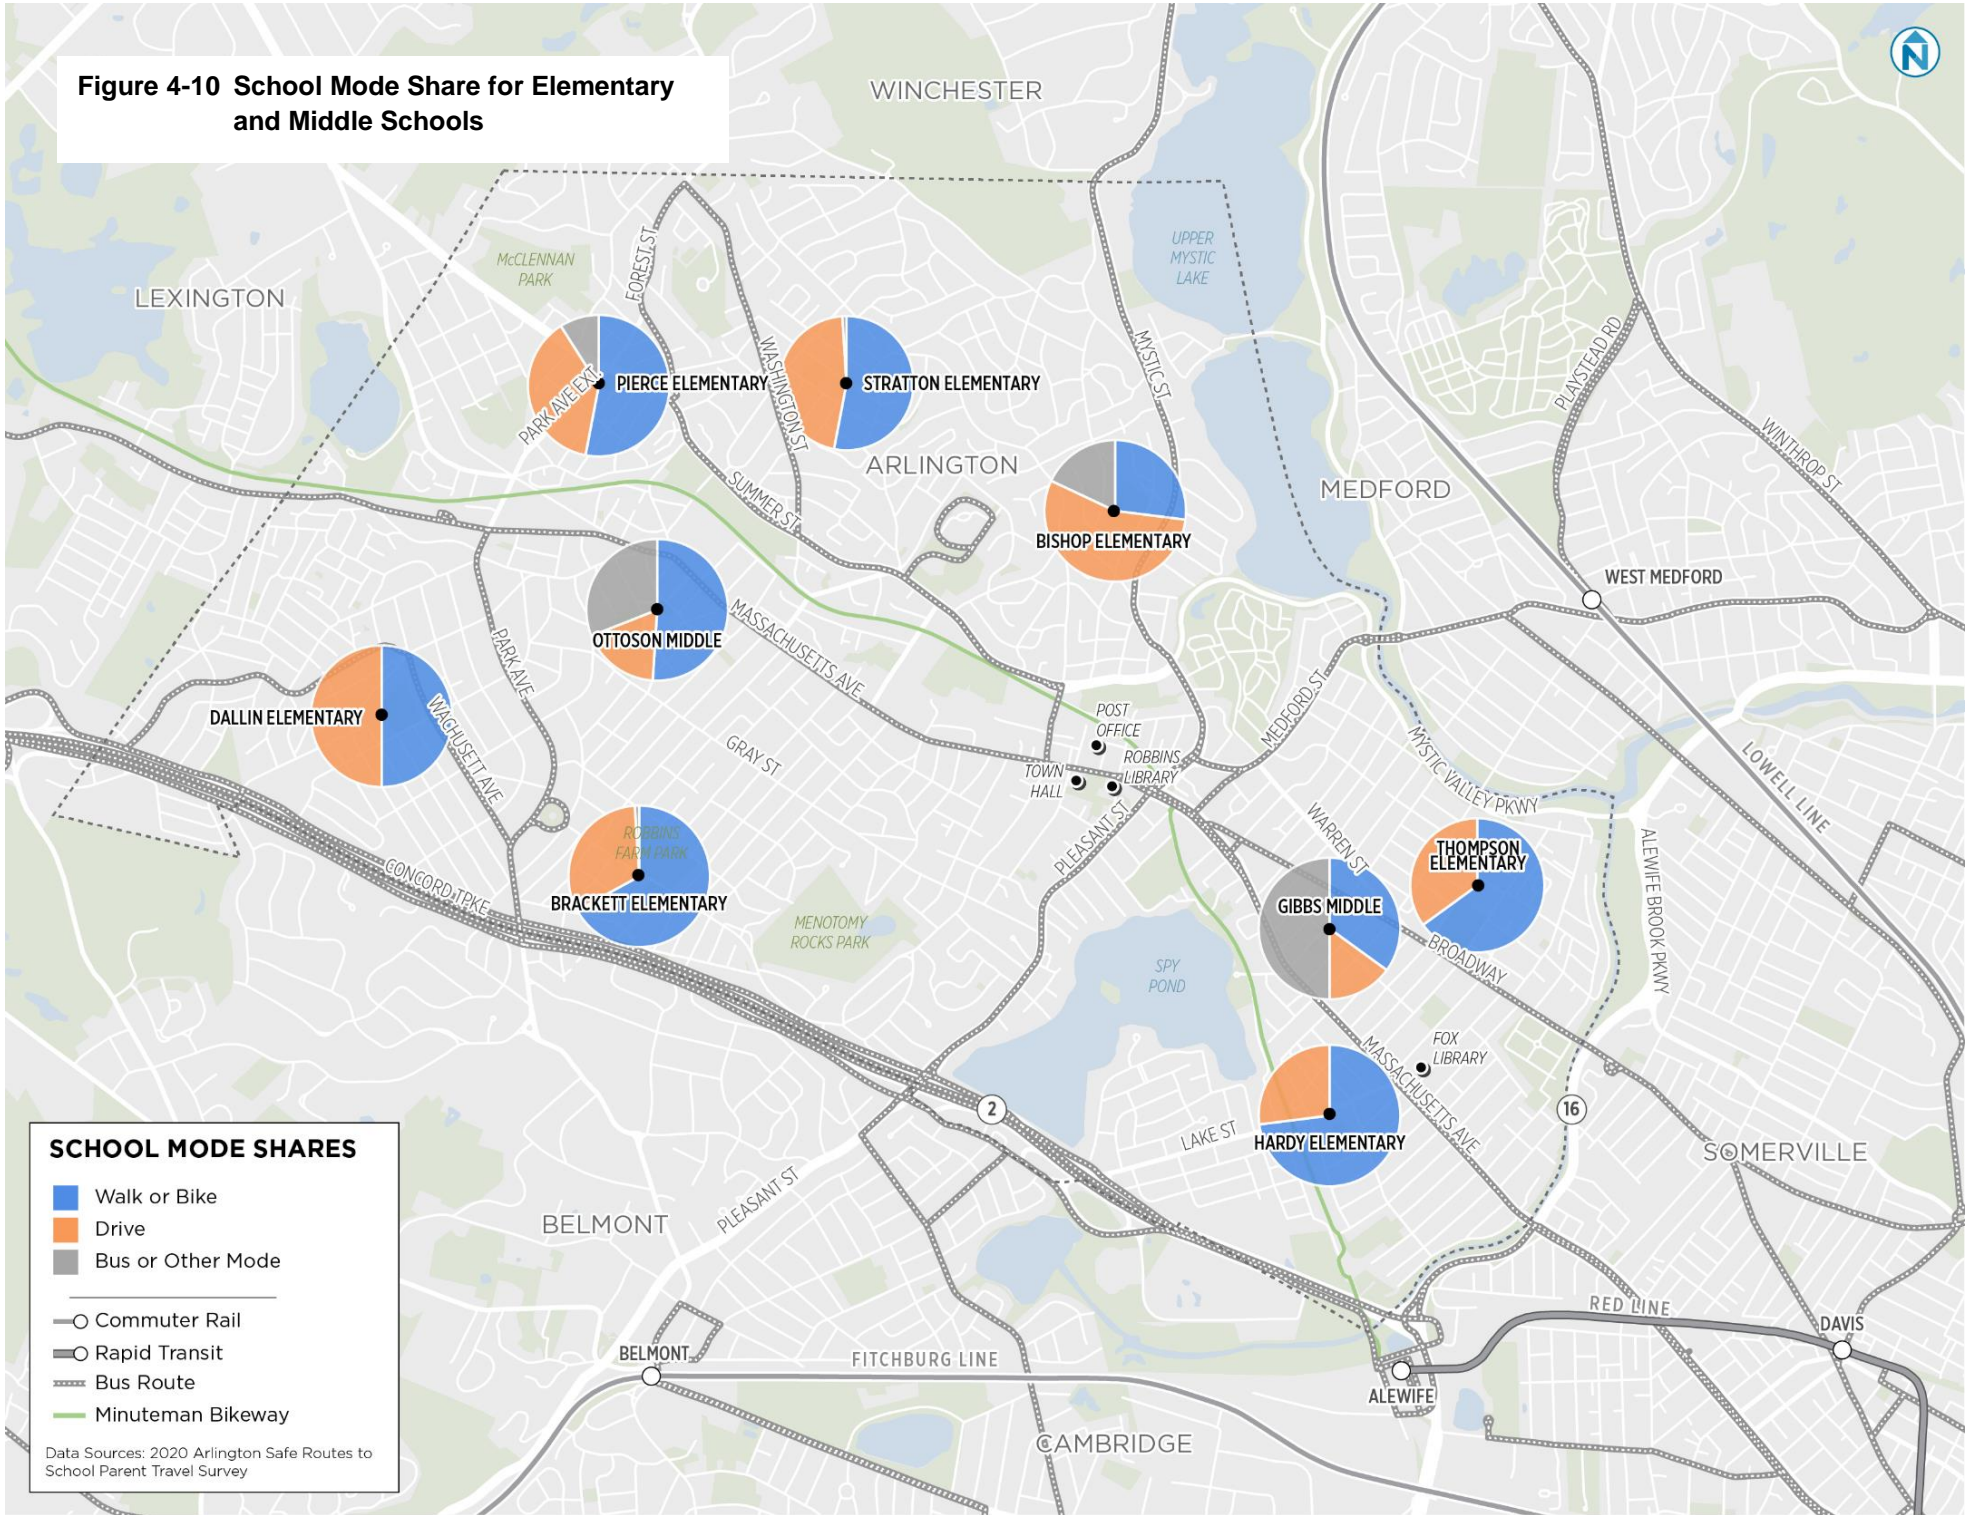 Figure 4-10 School Mode Share for Elementary
and Middle Schools
N
WINCHESTER
UPPER
MYSTIC
LAKE
McCLENNAN
PARK
FOREST ST
LEXINGTON
WASHINGTON ST
MYSTIC ST
PLAYSTEAD RD
PARK AVE EXT.
PIERCE ELEMENTARY
STRATTON ELEMENTARY
WINTHROP ST
ARLINGTON
MEDFORD
SUMMER ST
BISHOP ELEMENTARY
WEST MEDFORD
OTTOSON MIDDLE
MASSACHUSETTS AVE
PARK AVE
DALLIN ELEMENTARY
WACHUSETT AVE
MEDFORD ST
POST
OFFICE
GRAY ST
TOWN
HALL
ROBBINS
LIBRARY
MYSTIC VALLEY PKWY
LOWELL LINE
PLEASANT ST
WARREN ST
ROBBINS
FARM PARK
THOMPSON
ELEMENTARY
ALEWIFE BROOK PKWY
CONCORD TPKE
BRACKETT ELEMENTARY
GIBBS MIDDLE
MENOTOMY
ROCKS PARK
BROADWAY
SPY
POND
FOX
LIBRARY
MASSACHUSETTS AVE
2
16
LAKE ST
HARDY ELEMENTARY
SOMERVILLE
PLEASANT ST
BELMONT
SCHOOL MODE SHARES
Walk or Bike
Drive
Bus or Other Mode
Commuter Rail
Rapid Transit
Bus Route
Minuteman Bikeway
Data Sources: 2020 Arlington Safe Routes to
School Parent Travel Survey
RED LINE
DAVIS
BELMONT
FITCHBURG LINE
ALEWIFE
CAMBRIDGE